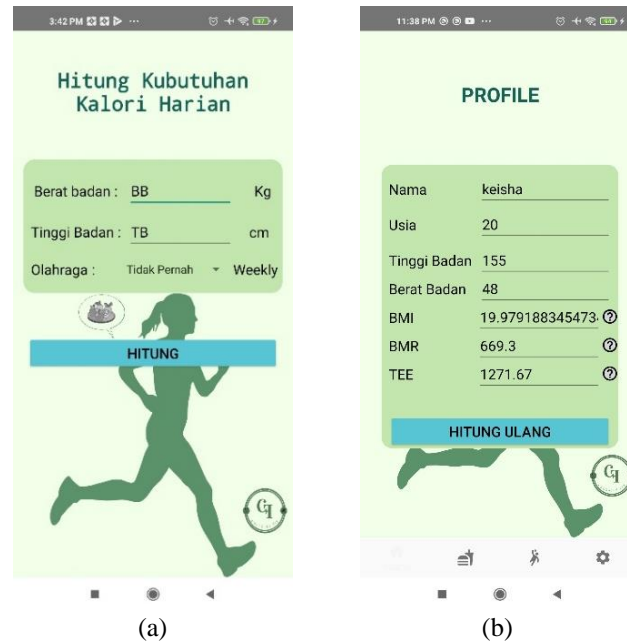 3:42 PM ... 97
Hitung Kubutuhan
Kalori Harian
Berat badan : BB Kg
Tinggi Badan : TB cm
Olahraga : Tidak Pernah Weekly
HITUNG
(a)
11:38 PM ...
PROFILE
Nama keisha
Usia 20
Tinggi Badan 155
Berat Badan 48
BMI 19.979188345473
BMR 669.3
TEE 1271.67
HITUNG ULANG
(b)